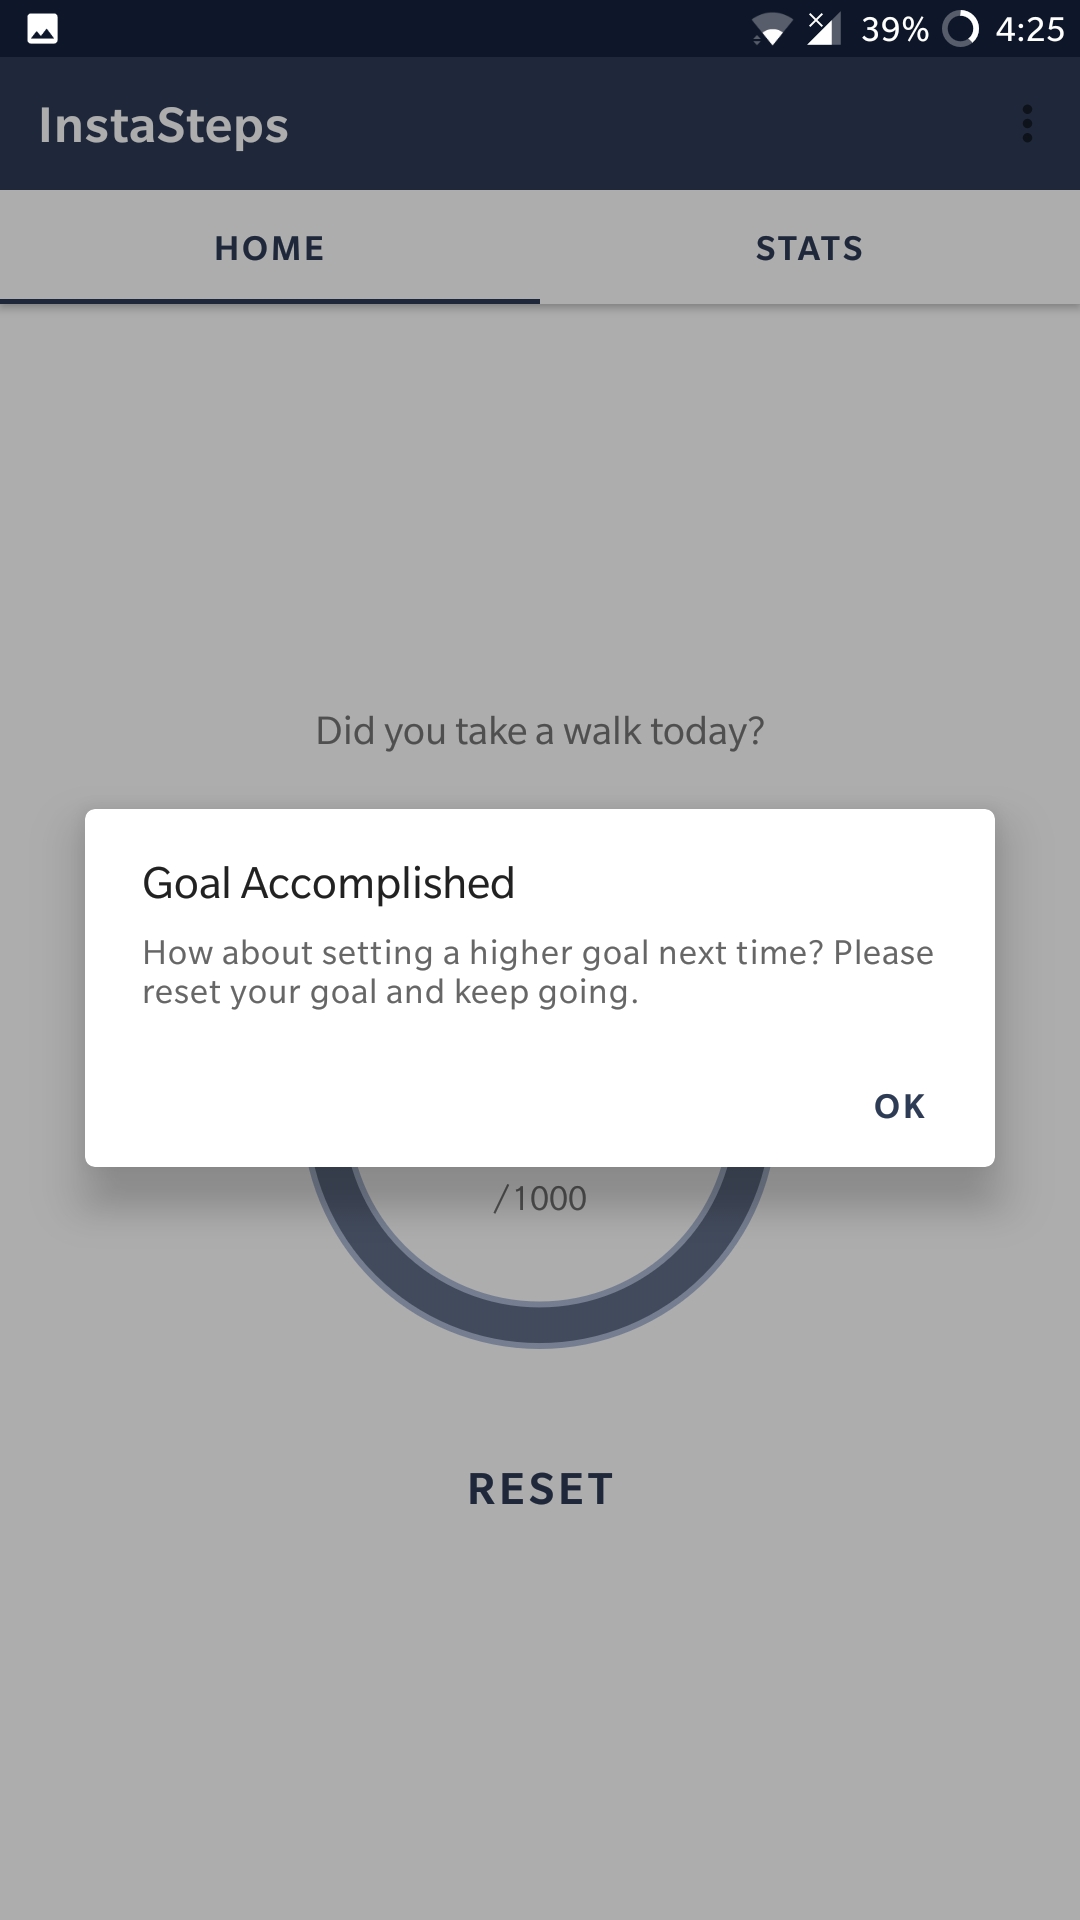 39% 4:25
InstaSteps
HOME STATS
Did you take a walk today?
Goal Accomplished
How about setting a higher goal next time? Please
reset your goal and keep going.
OK
/1000
RESET